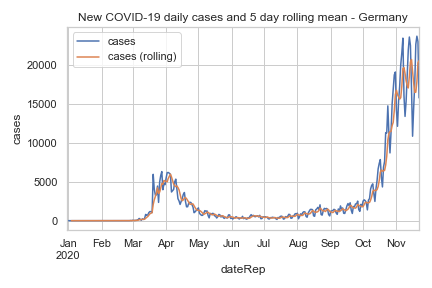 New COVID-19 daily cases and 5 day rolling mean - Germany
cases
cases (rolling)
cases
20000
15000
10000
5000
0
Jan Feb Mar Apr May Jun Jul Aug Sep Oct Nov
2020
dateRep